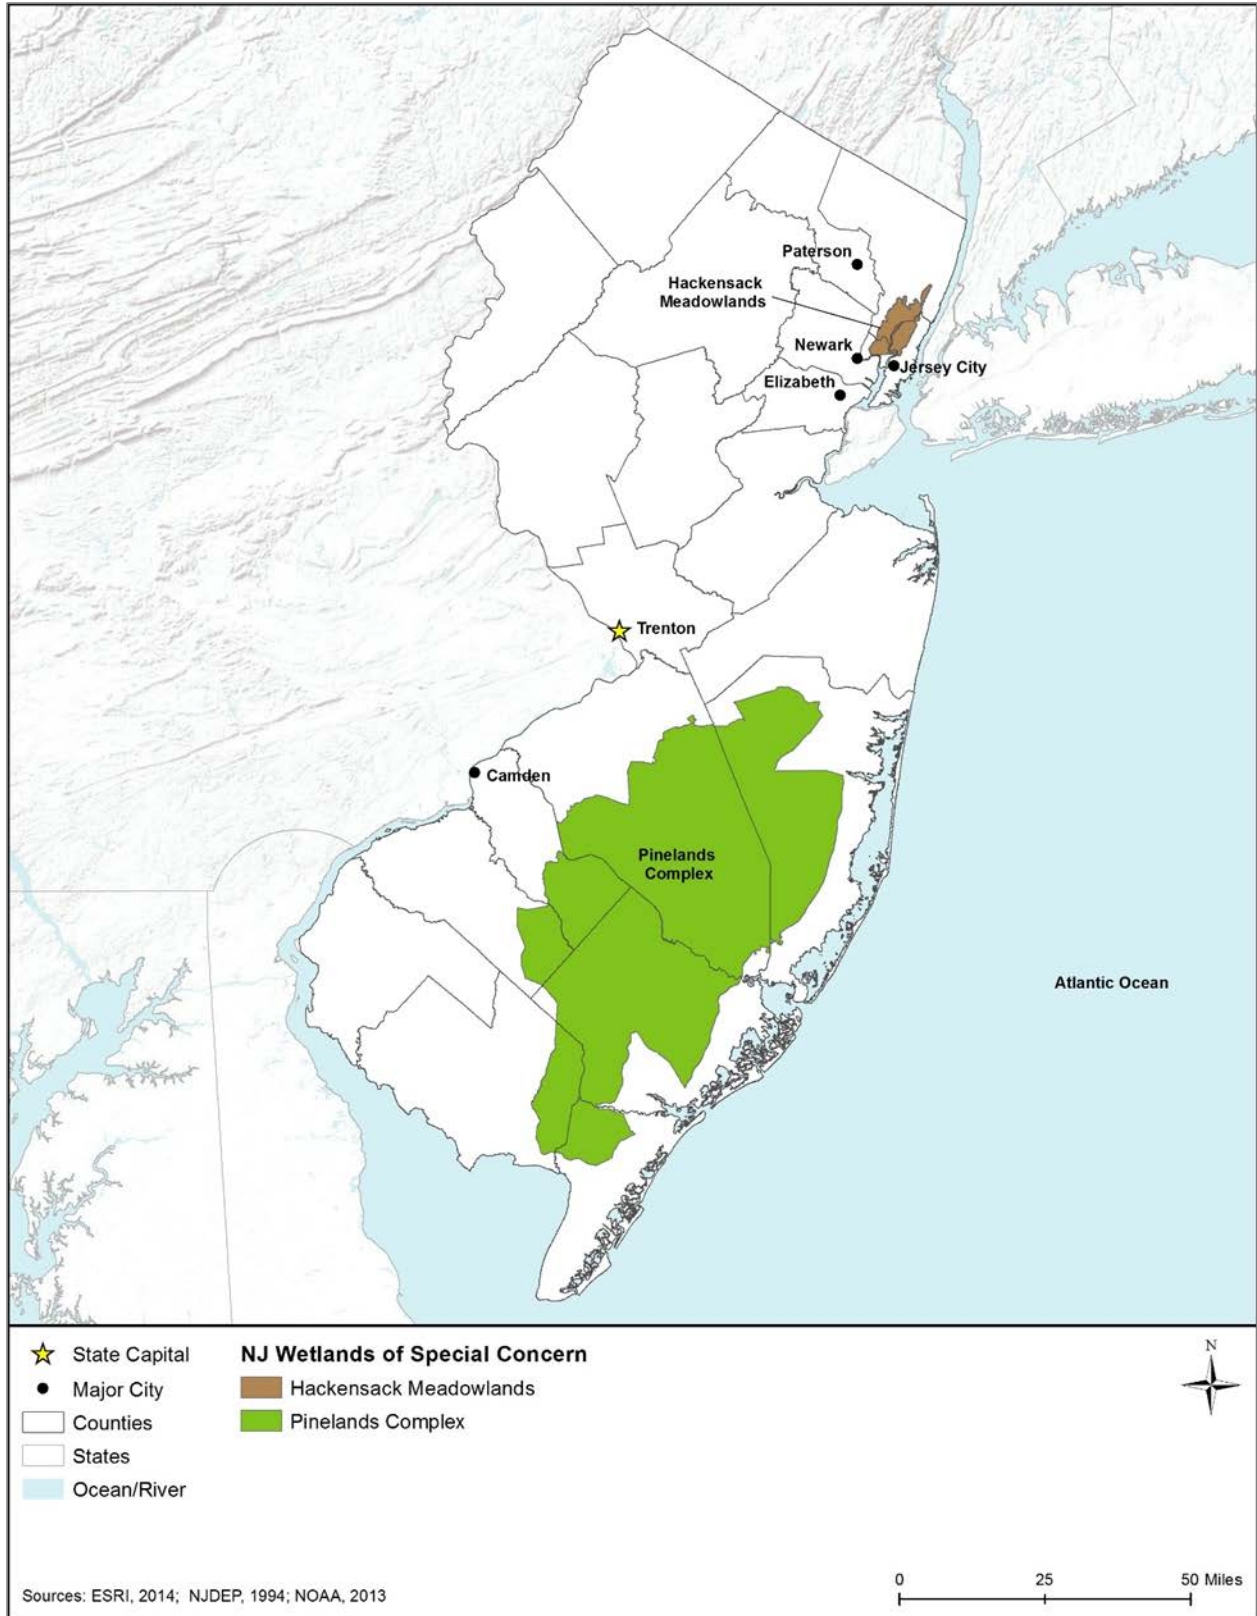 Paterson
Hackensack
Meadowlands
Newark
Jersey City
Elizabeth
Trenton
Camden
Pinelands
Complex
Atlantic Ocean
State Capital
Major City
Counties
States
Ocean/River
NJ Wetlands of Special Concern
Hackensack Meadowlands
Pinelands Complex
N
Sources: ESRI, 2014; NJDEP, 1994; NOAA, 2013
0 25 50 Miles